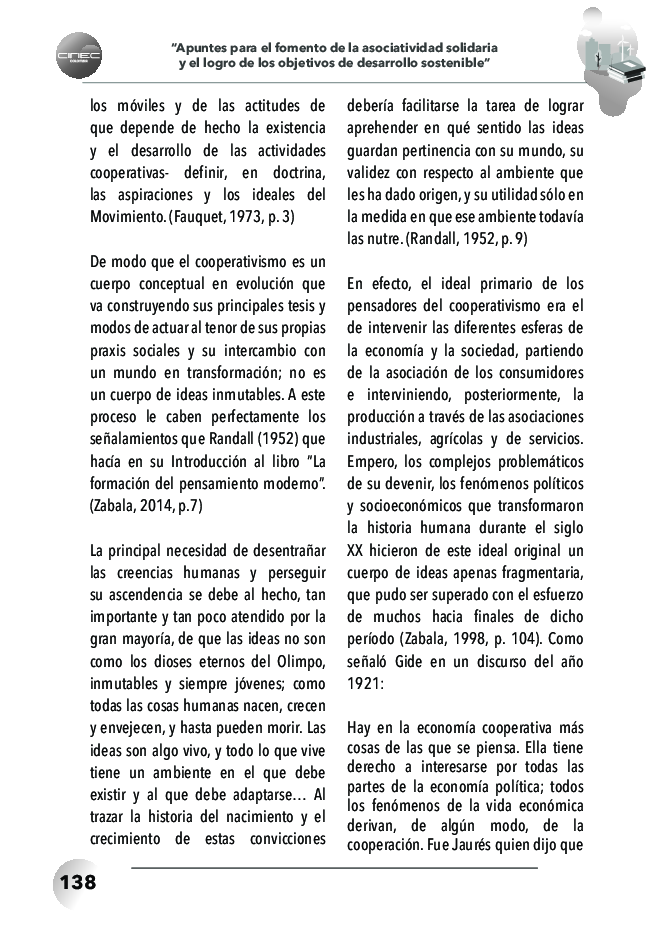 CINEC
"Apuntes para el fomento de la asociatividad solidaria
y el logro de los objetivos de desarrollo sostenible"
los móviles y de las actitudes de
que depende de hecho la existencia
y el desarrollo de las actividades
cooperativas- definir, en doctrina,
las aspiraciones y los ideales del
Movimiento. (Fauquet, 1973, p. 3)
De modo que el cooperativismo es un
cuerpo conceptual en evolución que
va construyendo sus principales tesis y
modos de actuar al tenor de sus propias
praxis sociales y su intercambio con
un mundo en transformación; no es
un cuerpo de ideas inmutables. A este
proceso le caben perfectamente los
señalamientos que Randall (1952) que
hacía en su Introducción al libro "La
formación del pensamiento moderno".
(Zabala, 2014, p.7)
La principal necesidad de desentrañar
las creencias humanas y perseguir
su ascendencia se debe al hecho, tan
importante y tan poco atendido por la
gran mayoría, de que las ideas no son
como los dioses eternos del Olimpo,
inmutables y siempre jóvenes; como
todas las cosas humanas nacen, crecen
y envejecen, y hasta pueden morir. Las
ideas son algo vivo, y todo lo que vive
tiene un ambiente en el que debe
existir y al que debe adaptarse… Al
trazar la historia del nacimiento y el
crecimiento de estas convicciones
debería facilitarse la tarea de lograr
aprehender en qué sentido las ideas
guardan pertinencia con su mundo, su
validez con respecto al ambiente que
les ha dado origen, y su utilidad sólo en
la medida en que ese ambiente todavía
las nutre. (Randall, 1952, p. 9)
En efecto, el ideal primario de los
pensadores del cooperativismo era el
de intervenir las diferentes esferas de
la economía y la sociedad, partiendo
de la asociación de los consumidores
e interviniendo, posteriormente, la
producción a través de las asociaciones
industriales, agrícolas y de servicios.
Empero, los complejos problemáticos
de su devenir, los fenómenos políticos
y socioeconómicos que transformaron
la historia humana durante el siglo
XX hicieron de este ideal original un
cuerpo de ideas apenas fragmentaria,
que pudo ser superado con el esfuerzo
de muchos hacia finales de dicho
período (Zabala, 1998, p. 104). Como
señaló Gide en un discurso del año
1921:
Hay en la economía cooperativa más
cosas de las que se piensa. Ella tiene
derecho a interesarse por todas las
partes de la economía política; todos
los fenómenos de la vida económica
derivan, de algún modo, de la
cooperación. Fue Jaurés quien dijo que
138